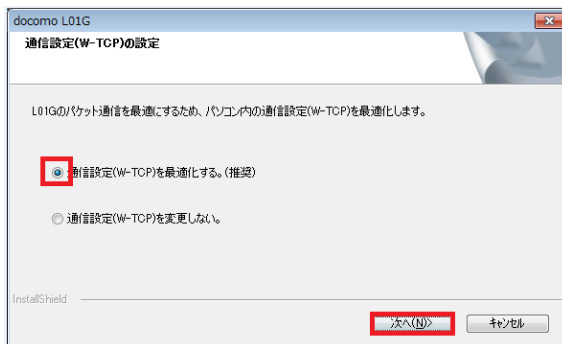 docomo L01G
通信設定(W-TCP)の設定
L01Gのパケット通信を最適にするため、パソコン内の通信設定(W-TCP)を最適化します。
通信設定(W-TCP)を最適化する。(推奨)
通信設定(W-TCP)を変更しない。
InstallShield
次へ(N)>
キャンセル